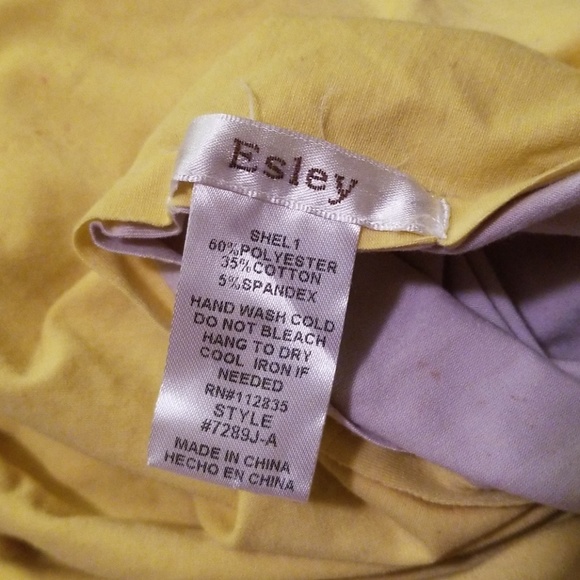 Esley
SHEL1
60%POLYESTER
35%COTTON
5%SPANDEX
HAND WASH COLD
DO NOT BLEACH
HANG TO DRY
COOL IRON IF
NEEDED
RN#112835
STYLE
#7289J-A
MADE IN CHINA
HECHO EN CHINA